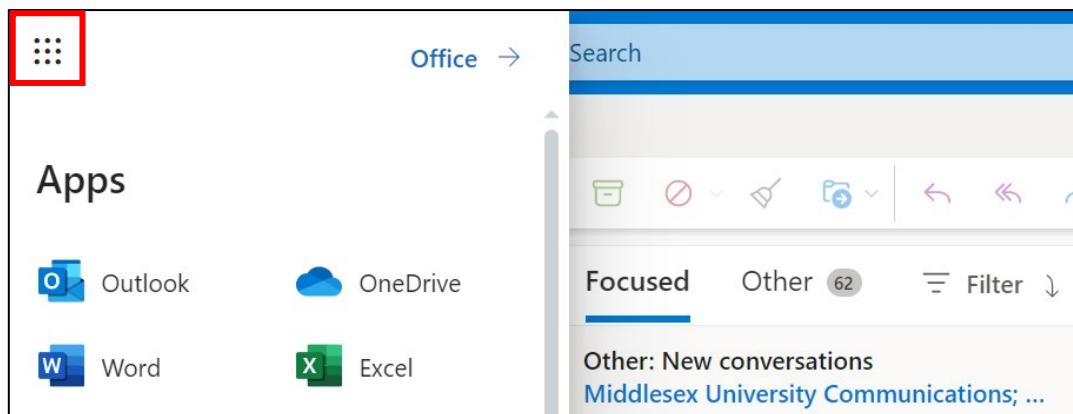 Office →
Apps
Outlook
OneDrive
Word
Excel
Search
Focused
Other 62
Filter
Other: New conversations
Middlesex University Communications; ...